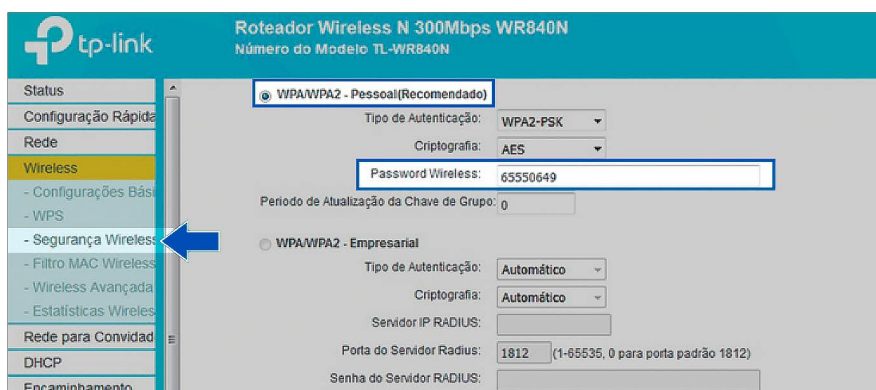 tp-link
Roteador Wireless N 300Mbps WR840N
Número do Modelo TL-WR840N
Status
Configuração Rápida
Rede
Wireless
- Configurações Bási
- WPS
- Segurança Wireless
- Filtro MAC Wireless
- Wireless Avançada
- Estatísticas Wireles
Rede para Convidad
DHCP
Encaminhamento
WPA/WPA2 - Pessoal(Recomendado)
Tipo de Autenticação: WPA2-PSK
Criptografia: AES
Password Wireless: 65550649
Periodo de Atualização da Chave de Grupo: 0
WPA/WPA2 - Empresarial
Tipo de Autenticação: Automático
Criptografia: Automático
Servidor IP RADIUS:
Porta do Servidor Radius: 1812 (1-65535, 0 para porta padrão 1812)
Senha do Servidor RADIUS: